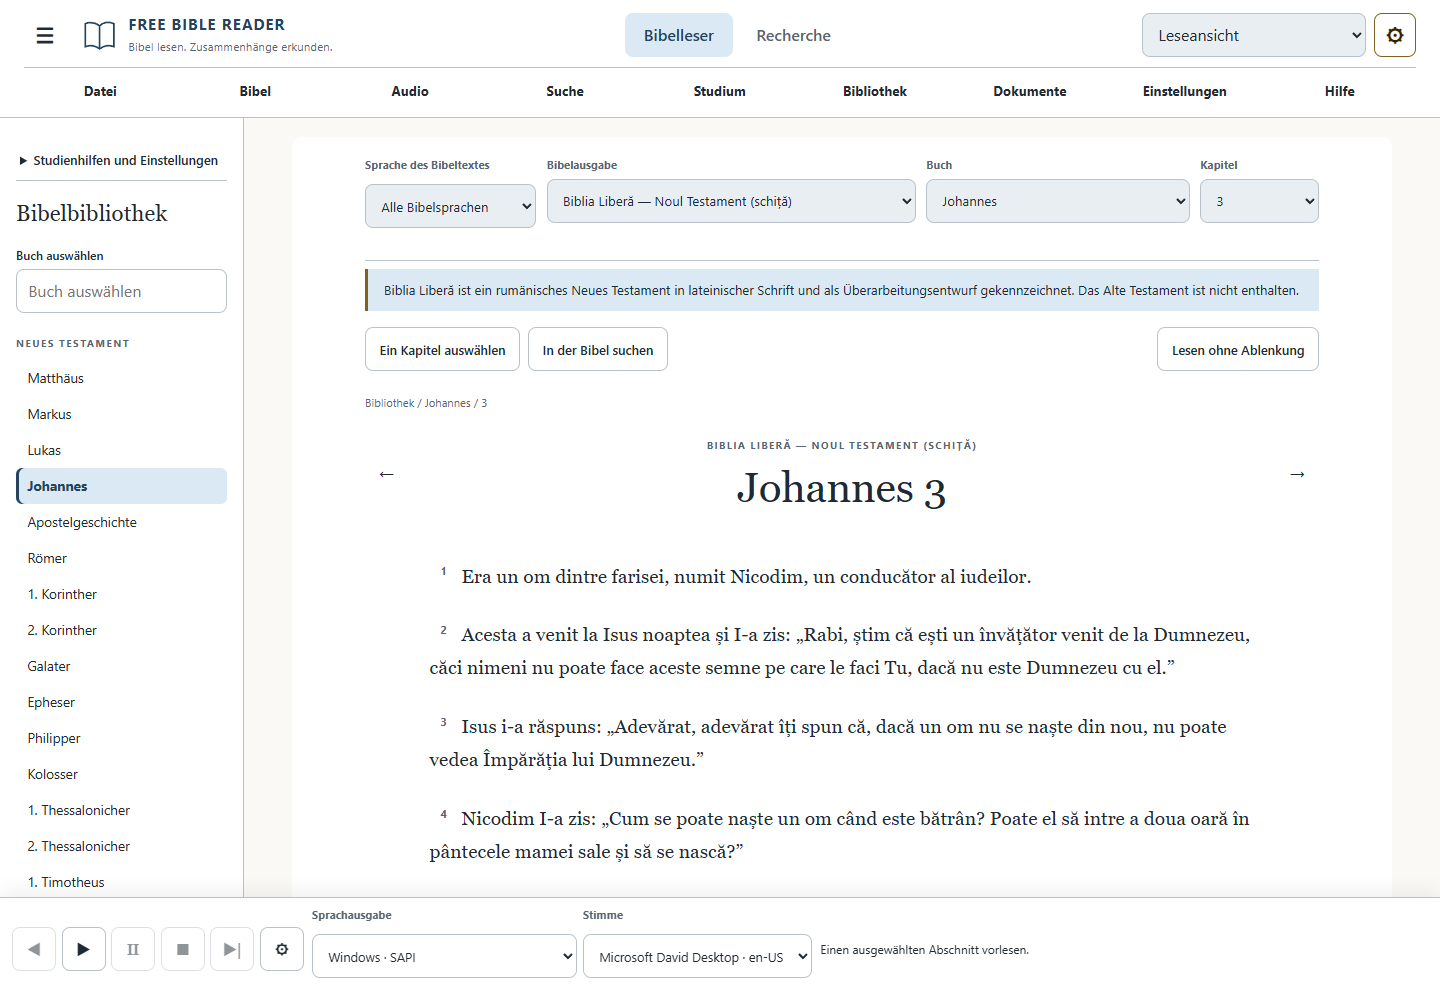 FREE BIBLE READER
Bibel lesen. Zusammenhänge erkunden.
Bibelleser
Recherche
Leseansicht
Datei
Bibel
Audio
Suche
Studium
Bibliothek
Dokumente
Einstellungen
Hilfe
Studienhilfen und Einstellungen
Bibelbibliothek
Buch auswählen
Buch auswählen
NEUES TESTAMENT
Matthäus
Markus
Lukas
Johannes
Apostelgeschichte
Römer
1. Korinther
2. Korinther
Galater
Epheser
Philipper
Kolosser
1. Thessalonicher
2. Thessalonicher
1. Timotheus
Sprache des Bibeltextes
Alle Bibelsprachen
Bibelausgabe
Biblia Liberă — Noul Testament (schiță)
Buch
Johannes
Kapitel
3
Biblia Liberă ist ein rumänisches Neues Testament in lateinischer Schrift und als Überarbeitungsentwurf gekennzeichnet. Das Alte Testament ist nicht enthalten.
Ein Kapitel auswählen
In der Bibel suchen
Lesen ohne Ablenkung
Bibliothek / Johannes / 3
BIBLIA LIBERĂ — NOUL TESTAMENT (SCHIȚĂ)
← Johannes 3 →
1 Era un om dintre farisei, numit Nicodim, un conducător al iudeilor.
2 Acesta a venit la Isus noaptea și I-a zis: „Rabi, știm că ești un învățător venit de la Dumnezeu,
căci nimeni nu poate face aceste semne pe care le faci Tu, dacă nu este Dumnezeu cu el.”
3 Isus i-a răspuns: „Adevărat, adevărat îți spun că, dacă un om nu se naște din nou, nu poate
vedea Împărăția lui Dumnezeu.”
4 Nicodim I-a zis: „Cum se poate naște un om când este bătrân? Poate el să intre a doua oară în
pântecele mamei sale și să se nască?”
Sprachausgabe
Windows · SAPI
Stimme
Microsoft David Desktop · en-US
Einen ausgewählten Abschnitt vorlesen.